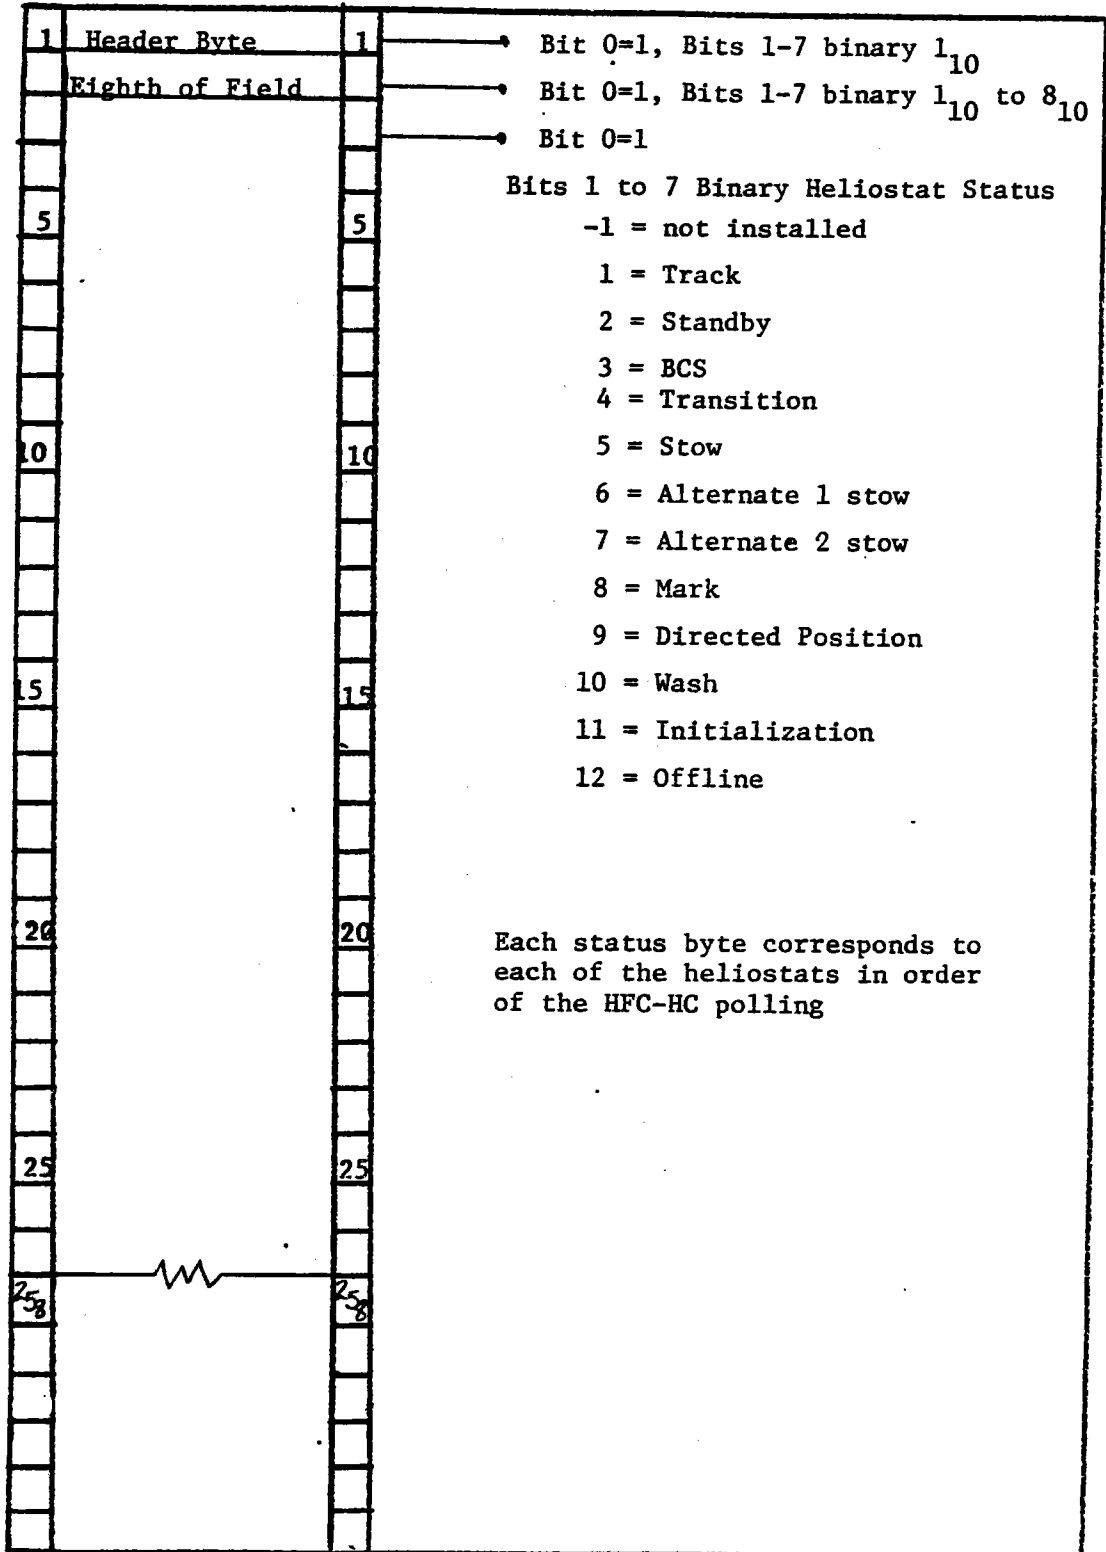 1 Header Byte 1 Bit 0=1, Bits 1-7 binary 1₁₀
Eighth of Field Bit 0=1, Bits 1-7 binary 1₁₀ to 8₁₀
Bit 0=1
Bits 1 to 7 Binary Heliostat Status
5 5 -1 = not installed
1 = Track
2 = Standby
3 = BCS
4 = Transition
10 10 5 = Stow
6 = Alternate 1 stow
7 = Alternate 2 stow
8 = Mark
9 = Directed Position
15 15 10 = Wash
11 = Initialization
12 = Offline
20 20 Each status byte corresponds to
each of the heliostats in order
of the HFC-HC polling
25 25
258 258